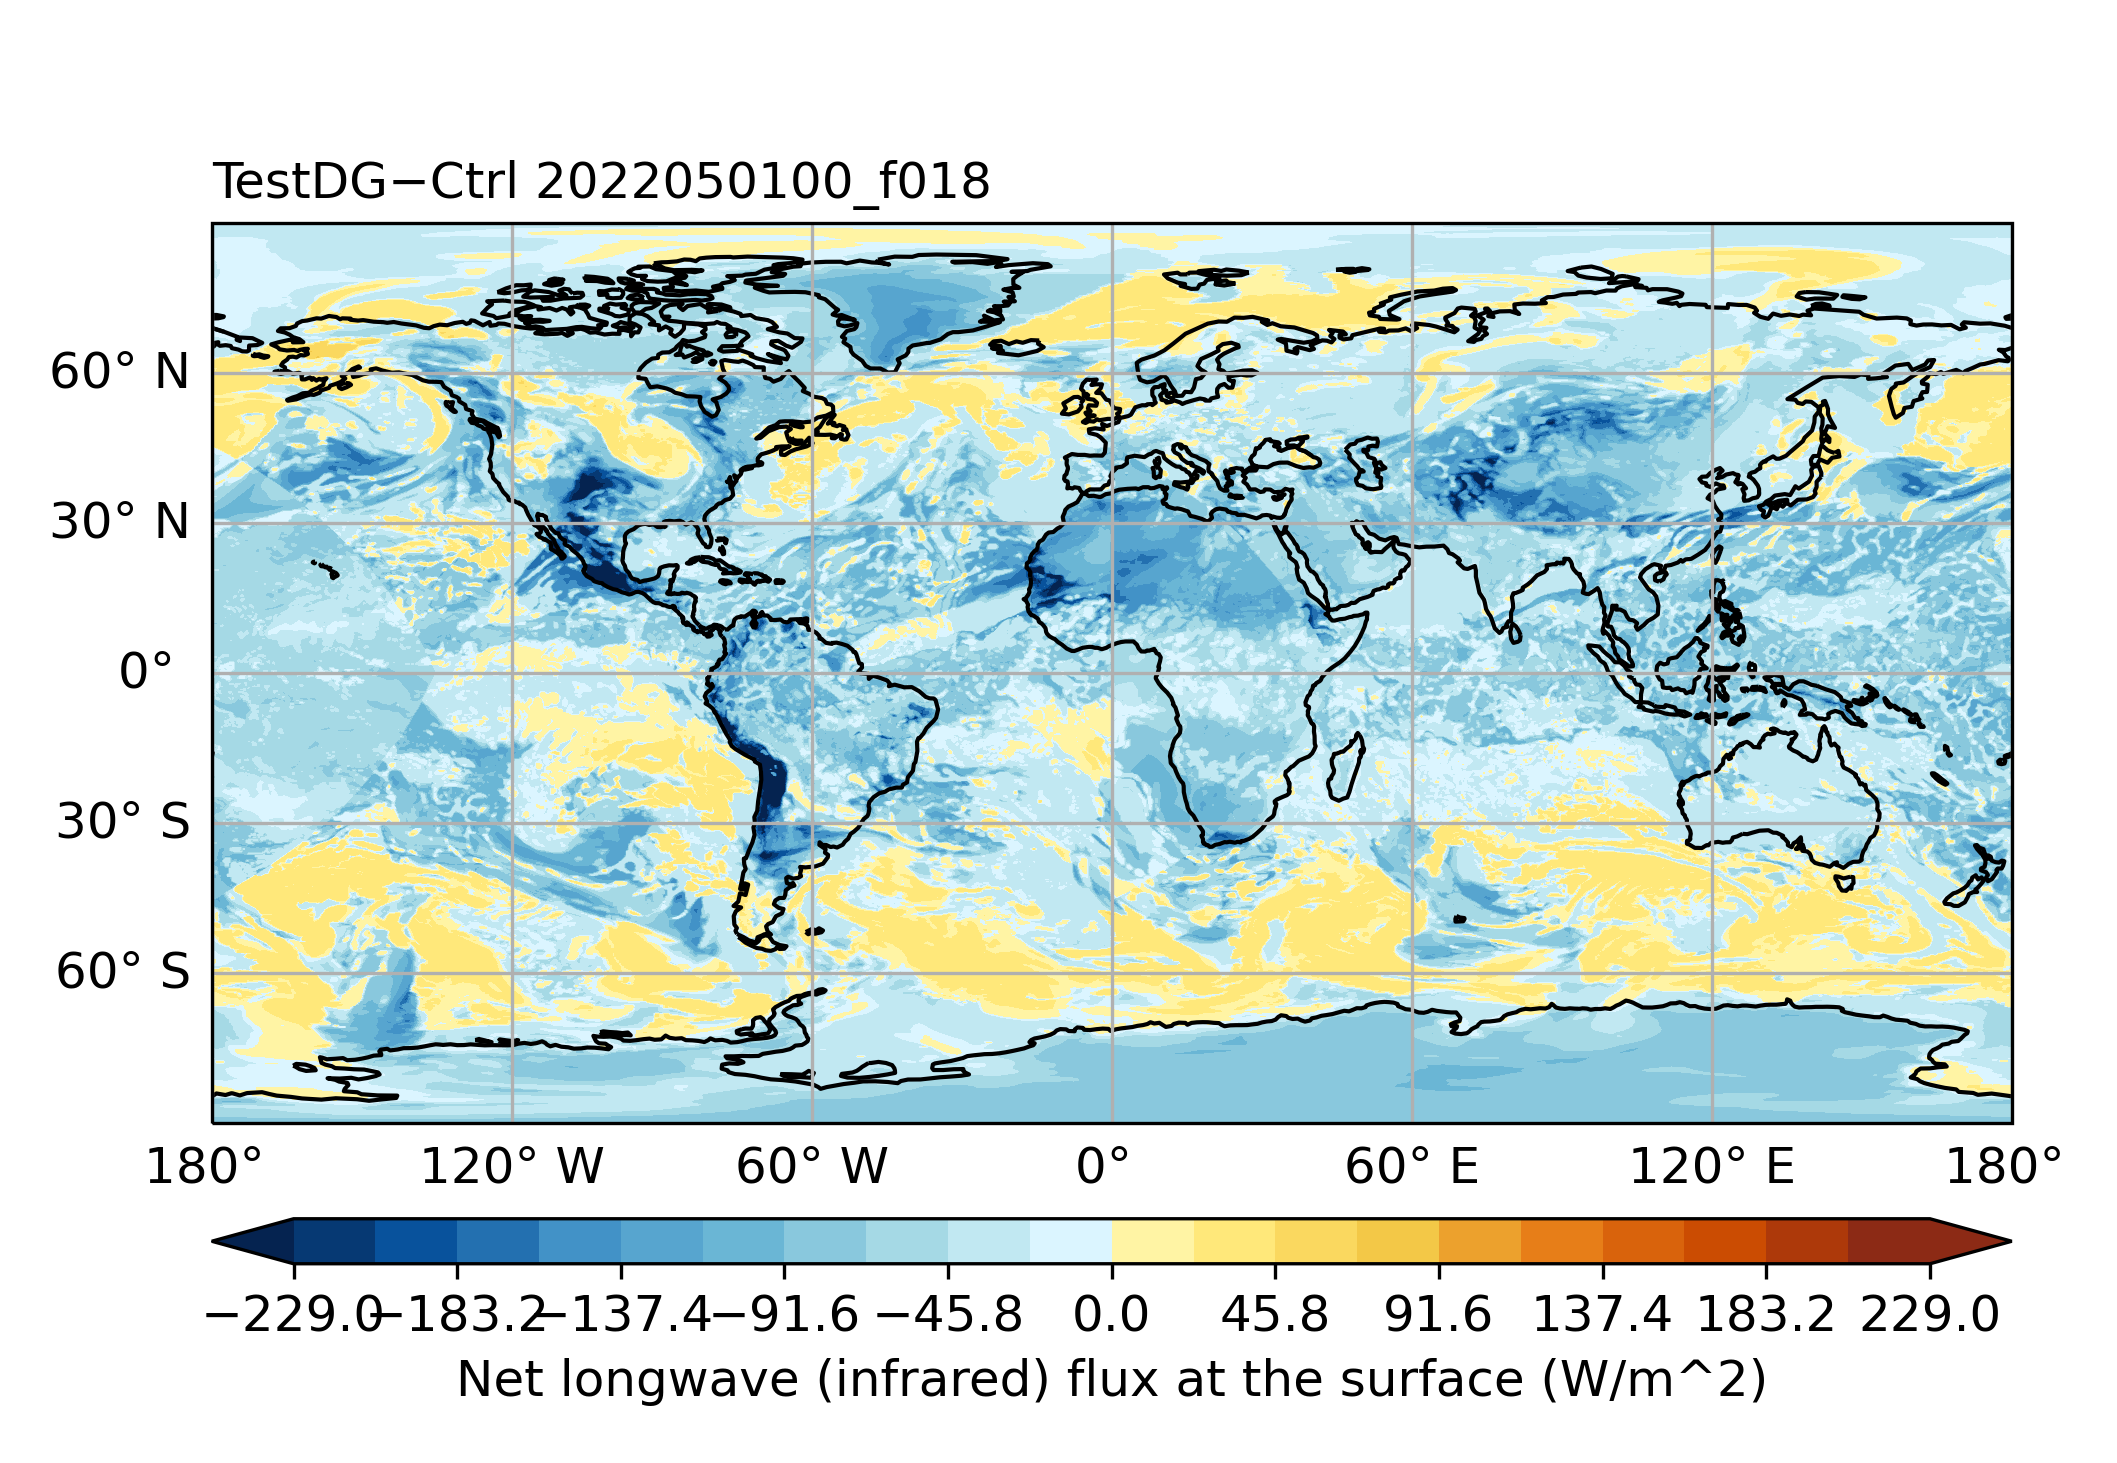 TestDG−Ctrl 2022050100_f018
60° N
30° N
0°
30° S
60° S
180° 120° W 60° W 0° 60° E 120° E 180°
−229.0 −183.2 −137.4 −91.6 −45.8 0.0 45.8 91.6 137.4 183.2 229.0
Net longwave (infrared) flux at the surface (W/m^2)